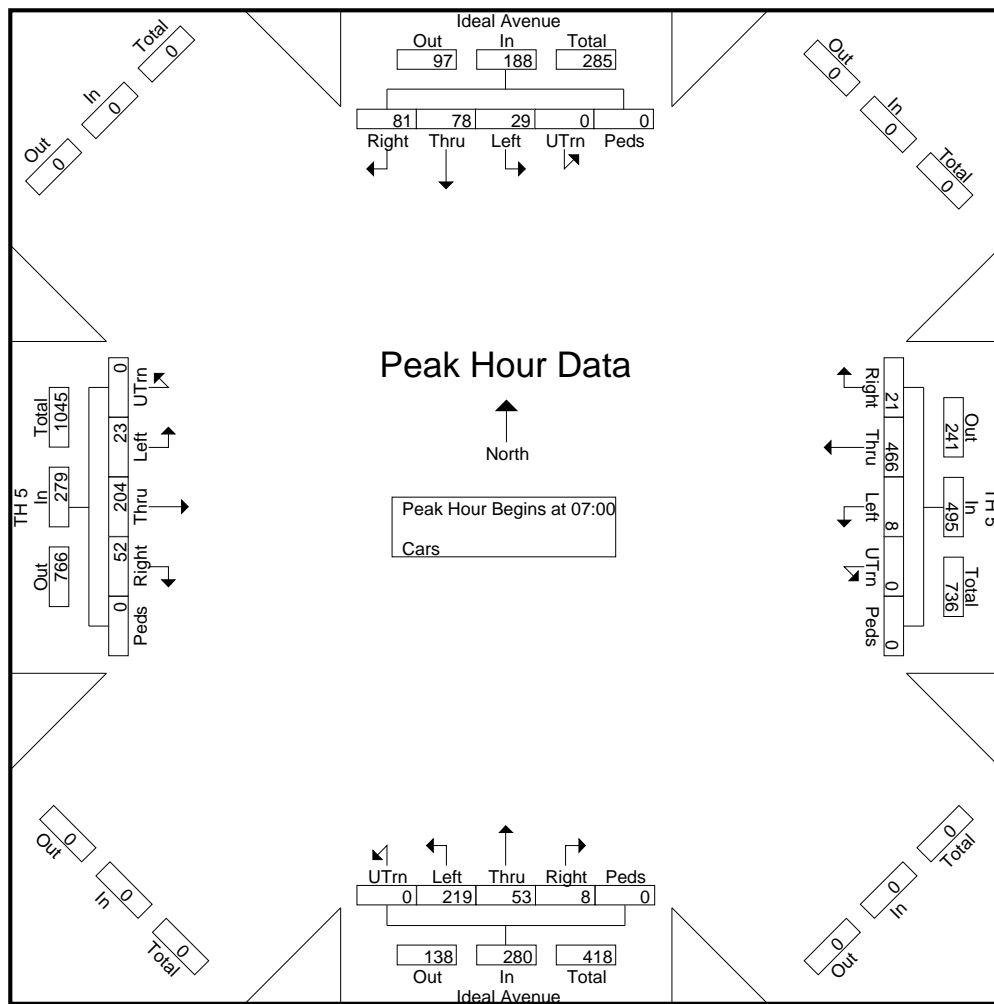 Ideal Avenue
Out In Total
97 188 285
81 78 29 0 0
Right Thru Left UTrn Peds
Total
0
In
0
Out
0
Out
0
In
0
Total
0
TH 5
Total In Out
1045 279 766
0 23 204 52 0
UTrn Left Thru Right Peds
Peak Hour Data
North
Peak Hour Begins at 07:00
Cars
Right Thru Left UTrn Peds
21 466 8 0 0
Out In Total
241 495 736
TH 5
Out
0
In
0
Total
0
Total
0
In
0
Out
0
UTrn Left Thru Right Peds
0 219 53 8 0
138 280 418
Out In Total
Ideal Avenue